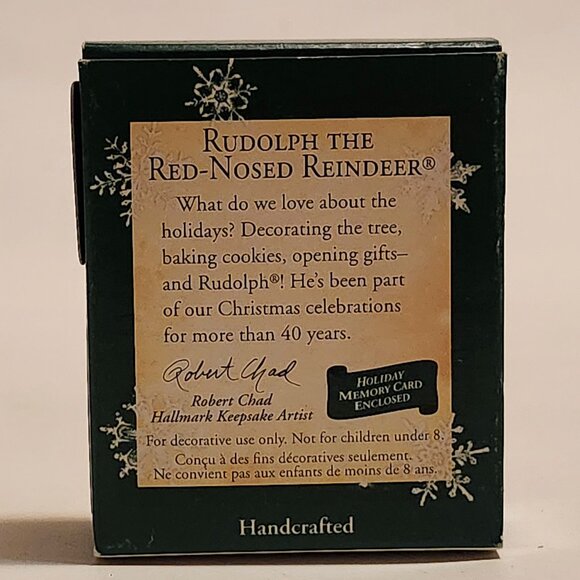 RUDOLPH THE
RED-NOSED REINDEER®
What do we love about the
holidays? Decorating the tree,
baking cookies, opening gifts–
and Rudolph®! He's been part
of our Christmas celebrations
for more than 40 years.
Robert Chad
Robert Chad
Hallmark Keepsake Artist
HOLIDAY
MEMORY CARD
ENCLOSED
For decorative use only. Not for children under 8.
Conçu à des fins décoratives seulement.
Ne convient pas aux enfants de moins de 8 ans.
Handcrafted